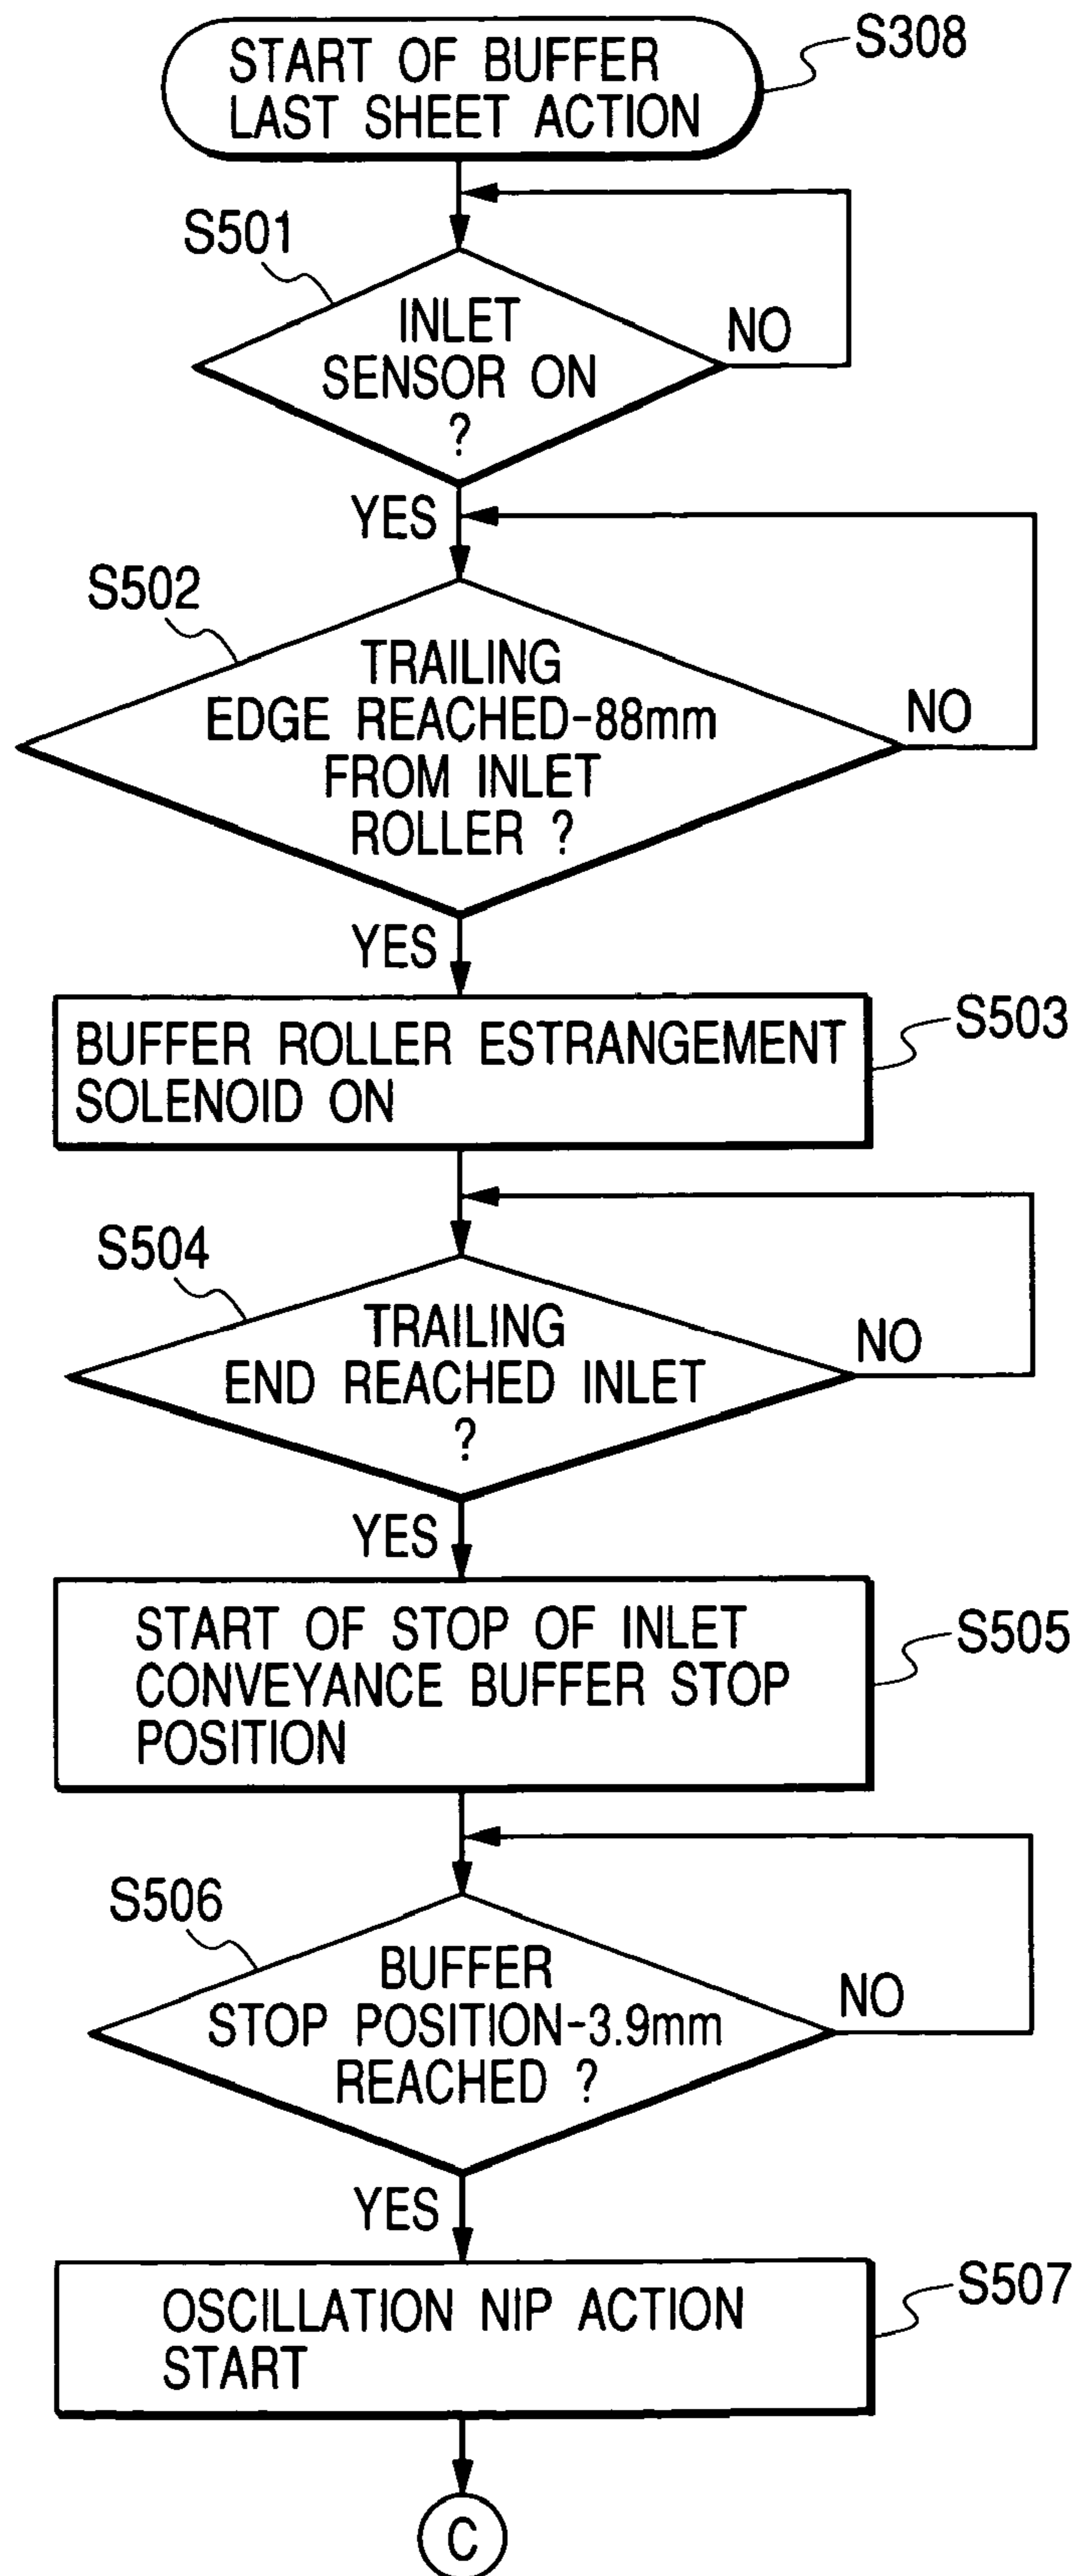 START OF BUFFER
LAST SHEET ACTION
S308
S501
INLET
SENSOR ON
?
NO
YES
S502
TRAILING
EDGE REACHED-88mm
FROM INLET
ROLLER ?
NO
YES
BUFFER ROLLER ESTRANGEMENT
SOLENOID ON
S503
S504
TRAILING
END REACHED INLET
?
NO
YES
START OF STOP OF INLET
CONVEYANCE BUFFER STOP
POSITION
S505
S506
BUFFER
STOP POSITION-3.9mm
REACHED ?
NO
YES
OSCILLATION NIP ACTION
START
S507
C